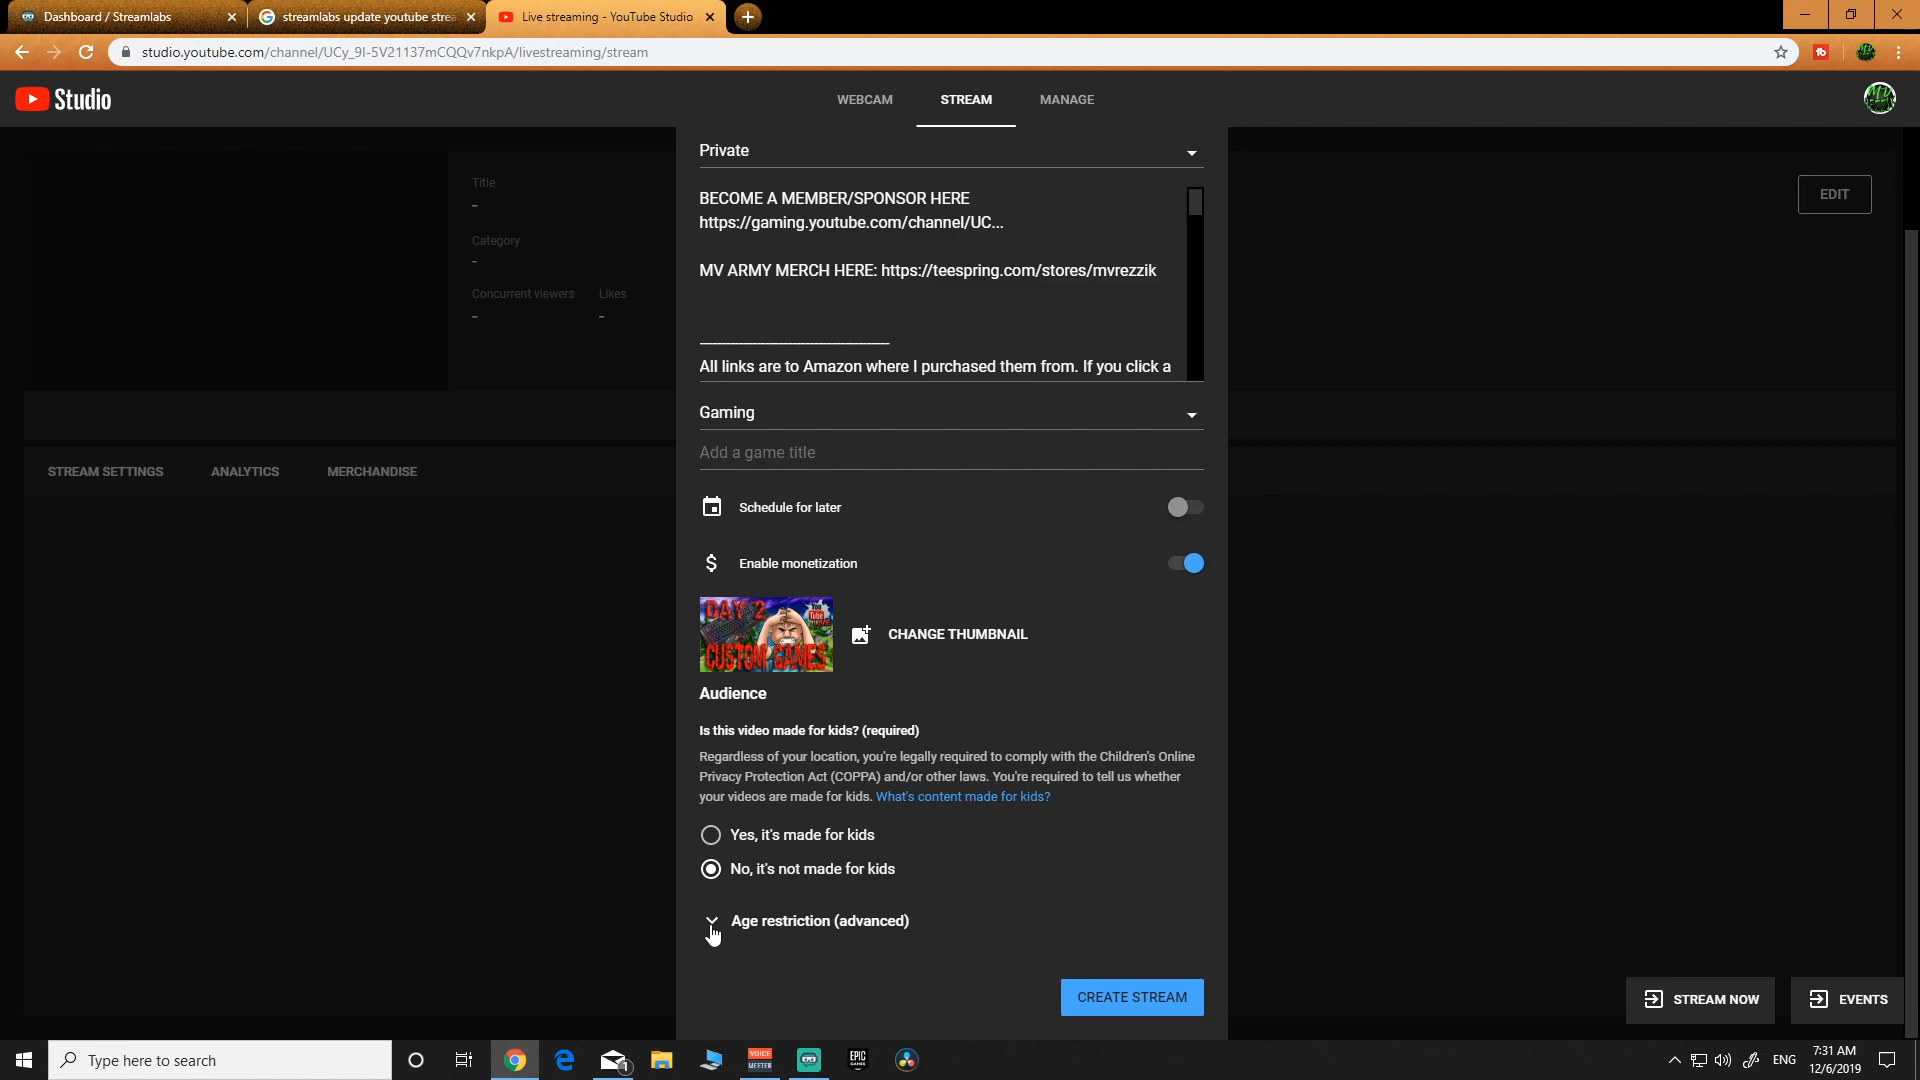 Dashboard / Streamlabs
streamlabs update youtube strea
Live streaming - YouTube Studio
studio.youtube.com/channel/UCy_9I-5V21137mCQQv7nkpA/livestreaming/stream
Studio
WEBCAM
STREAM
MANAGE
Private
Title
-
EDIT
BECOME A MEMBER/SPONSOR HERE
https://gaming.youtube.com/channel/UC...
Category
-
MV ARMY MERCH HERE: https://teespring.com/stores/mvrezzik
Concurrent viewers
Likes
-
-
All links are to Amazon where I purchased them from. If you click a
Gaming
Add a game title
STREAM SETTINGS
ANALYTICS
MERCHANDISE
Schedule for later
Enable monetization
DAY 2
You Tube LIVE
CUSTOM GAMES
CHANGE THUMBNAIL
Audience
Is this video made for kids? (required)
Regardless of your location, you're legally required to comply with the Children's Online
Privacy Protection Act (COPPA) and/or other laws. You're required to tell us whether
your videos are made for kids. What's content made for kids?
Yes, it's made for kids
No, it's not made for kids
Age restriction (advanced)
CREATE STREAM
STREAM NOW
EVENTS
Type here to search
1
VOICE
MEETER
EPIC
GAMES
ENG
7:31 AM
12/6/2019